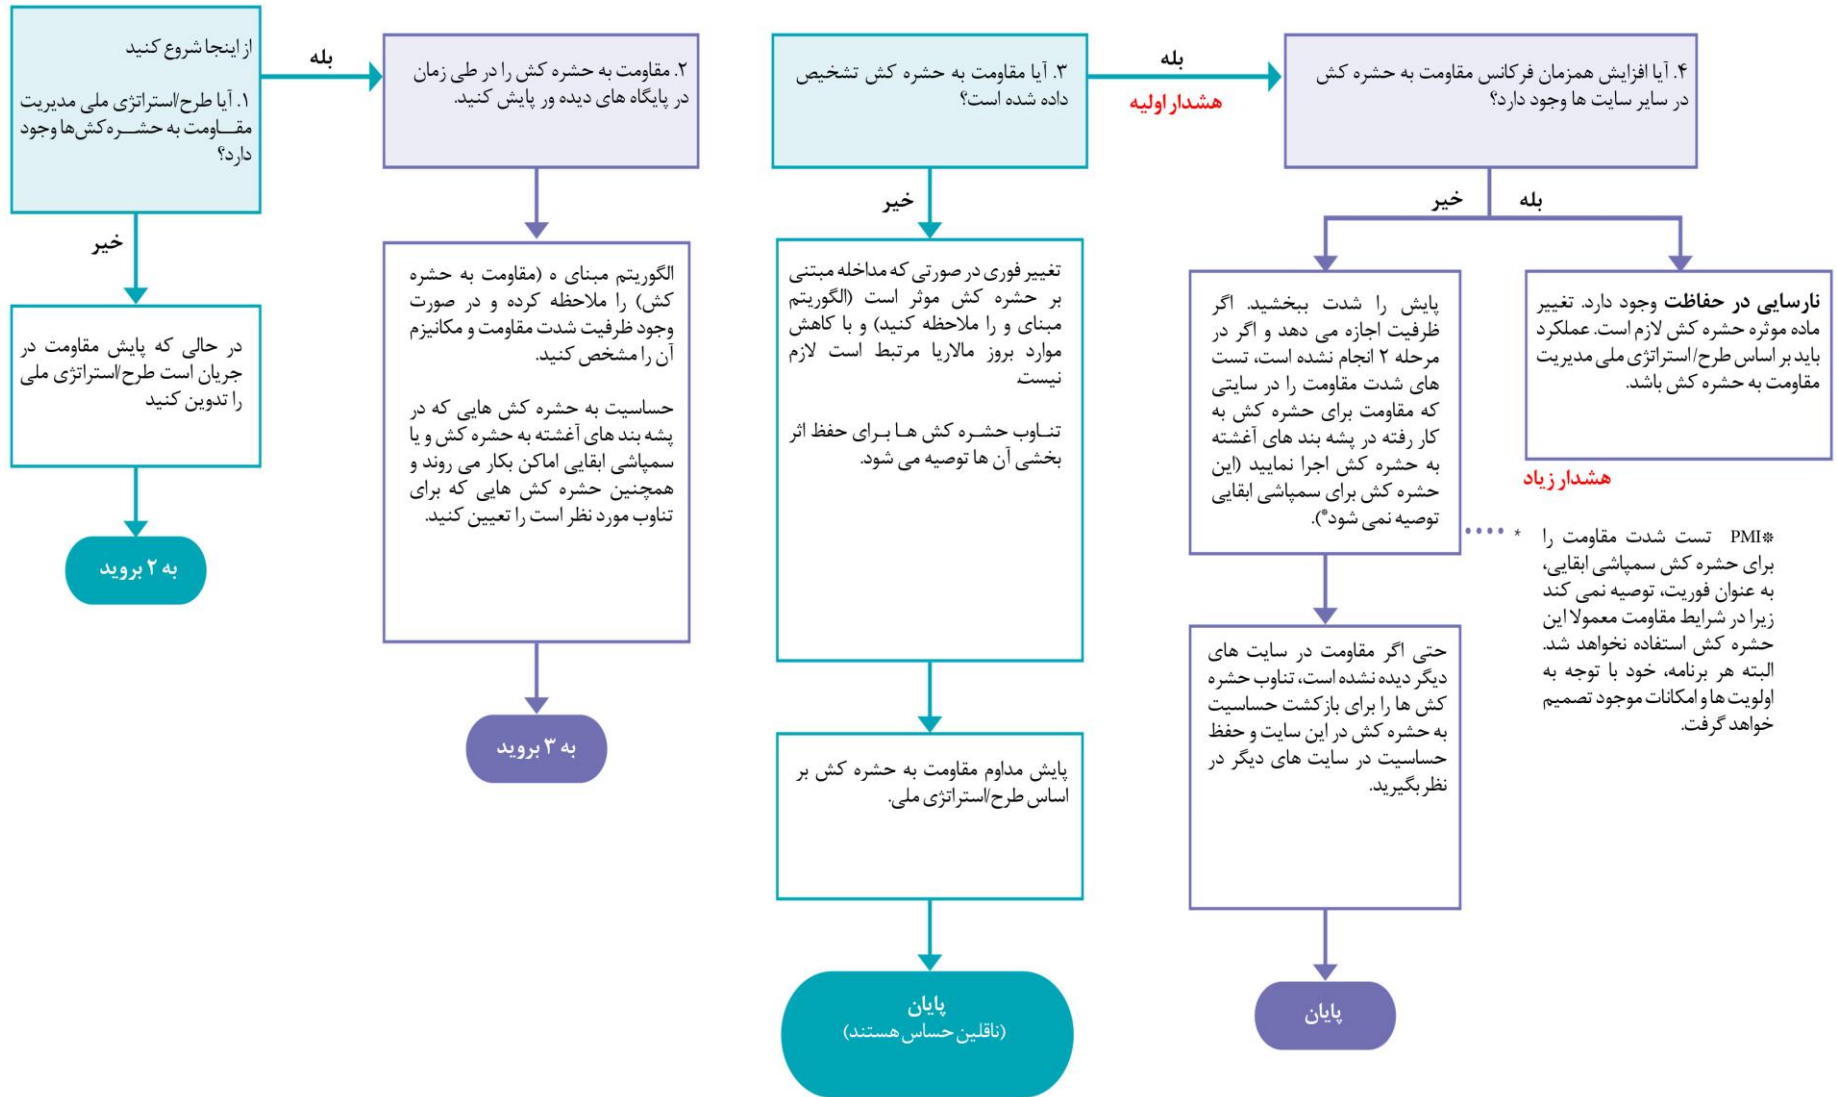 از اینجا شروع کنید
۱. آیا طرح/استراتژی ملی مدیریت
مقاومت به حشره‌کش‌ها وجود
دارد؟
بله
خیر
در حالی که پایش مقاومت در
جریان است طرح/استراتژی ملی
را تدوین کنید
به ۲ بروید
۲. مقاومت به حشره کش را در طی زمان
در پایگاه های دیده ور پایش کنید.
الگوریتم مبنای ه (مقاومت به حشره
کش) را ملاحظه کرده و در صورت
وجود ظرفیت شدت مقاومت و مکانیزم
آن را مشخص کنید.
حساسیت به حشره کش هایی که در
پشه بند های آغشته به حشره کش و یا
سمپاشی ابقایی اماکن بکار می روند و
همچنین حشره کش هایی که برای
تناوب مورد نظر است را تعیین کنید.
به ۳ بروید
۳. آیا مقاومت به حشره کش تشخیص
داده شده است؟
بله
هشدار اولیه
خیر
تغییر فوری در صورتی که مداخله مبتنی
بر حشره کش موثر است (الگوریتم
مبنای و را ملاحظه کنید) و با کاهش
موارد بروز مالاریا مرتبط است لازم
نیست.
تناوب حشره کش ها برای حفظ اثر
بخشی آن ها توصیه می شود.
پایش مداوم مقاومت به حشره کش بر
اساس طرح/استراتژی ملی.
پایان
(ناقلین حساس هستند)
۴. آیا افزایش همزمان فرکانس مقاومت به حشره کش
در سایر سایت ها وجود دارد؟
خیر
بله
پایش را شدت ببخشید. اگر
ظرفیت اجازه می دهد و اگر در
مرحله ۲ انجام نشده است، تست
های شدت مقاومت را در سایتی
که مقاومت برای حشره کش به
کار رفته در پشه بند های آغشته
به حشره کش اجرا نمایید (این
حشره کش برای سمپاشی ابقایی
توصیه نمی شود*).
حتی اگر مقاومت در سایت های
دیگر دیده نشده است، تناوب حشره
کش ها را برای بازگشت حساسیت
به حشره کش در این سایت و حفظ
حساسیت در سایت های دیگر در
نظر بگیرید.
پایان
نارسایی در حفاظت وجود دارد. تغییر
ماده موثره حشره کش لازم است. عملکرد
باید بر اساس طرح/استراتژی ملی مدیریت
مقاومت به حشره کش باشد.
هشدار زیاد
* *PMI تست شدت مقاومت را
برای حشره کش سمپاشی ابقایی،
به عنوان فوریت، توصیه نمی کند
زیرا در شرایط مقاومت معمولا این
حشره کش استفاده نخواهد شد.
البته هر برنامه، خود با توجه به
اولویت ها و امکانات موجود تصمیم
خواهد گرفت.